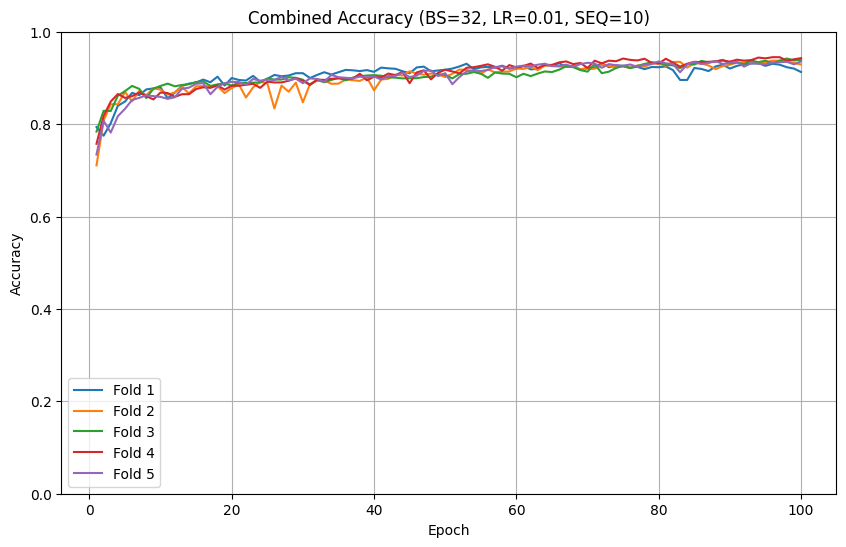 Combined Accuracy (BS=32, LR=0.01, SEQ=10)
1.0
0.8
0.6
0.4
0.2
0.0
Accuracy
Fold 1
Fold 2
Fold 3
Fold 4
Fold 5
0 20 40 60 80 100
Epoch